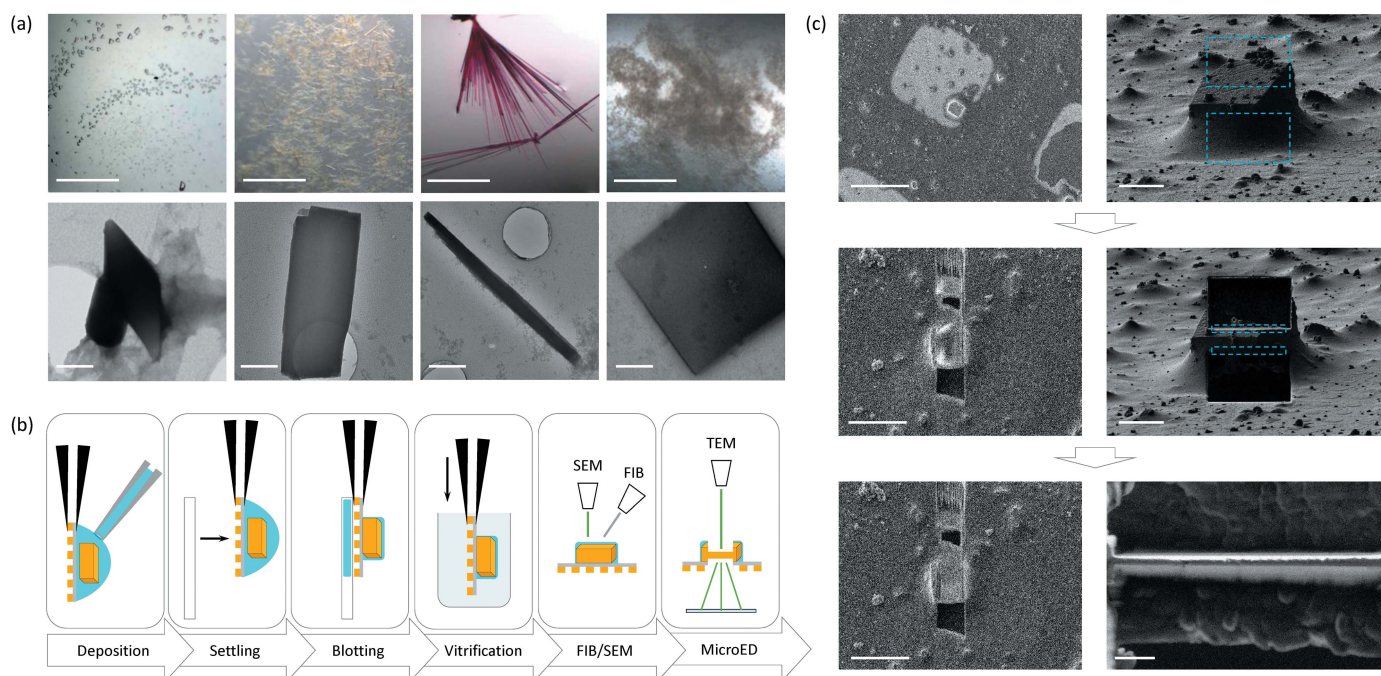 (a)
(c)
(b)
SEM
FIB
TEM
Deposition
Settling
Blotting
Vitrification
FIB/SEM
MicroED